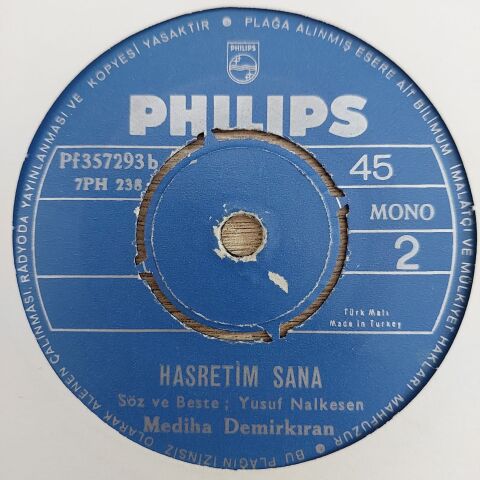 PLAĞA ALINMIŞ ESERE AİT BİLÜMUM İMALATÇI VE MÜLKİYET HAKLARI MAHFUZUR • BU PLAĞIN İZİNSİZ OLARAK ALENEN ÇALINMASI, RADYODA YAYINLANMASI VE KOPYESİ YASAKTIR •
PHILIPS
PHILIPS
Pf357293b
45
7PH 238
MONO
2
Türk Malı
Made in Turkey
HASRETİM SANA
Söz ve Beste; Yusuf Nalkesen
Mediha Demirkıran